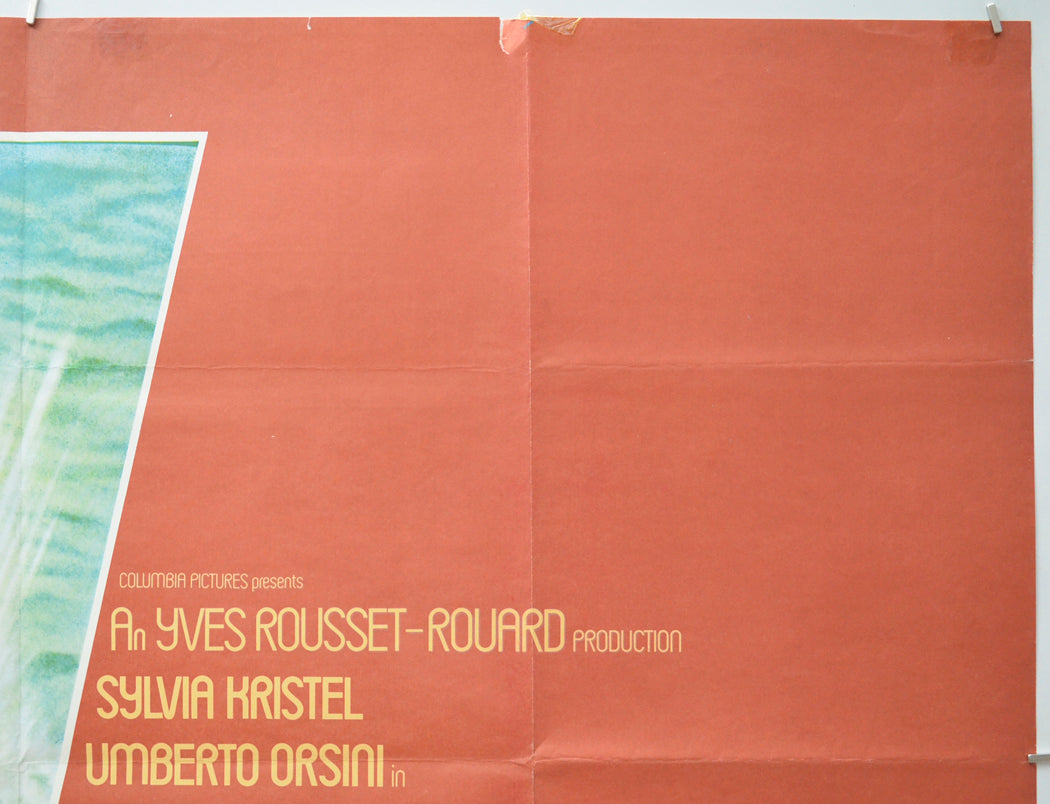 COLUMBIA PICTURES presents
An YVES ROUSSET-ROUARD PRODUCTION
SYLVIA KRISTEL
UMBERTO ORSINI in